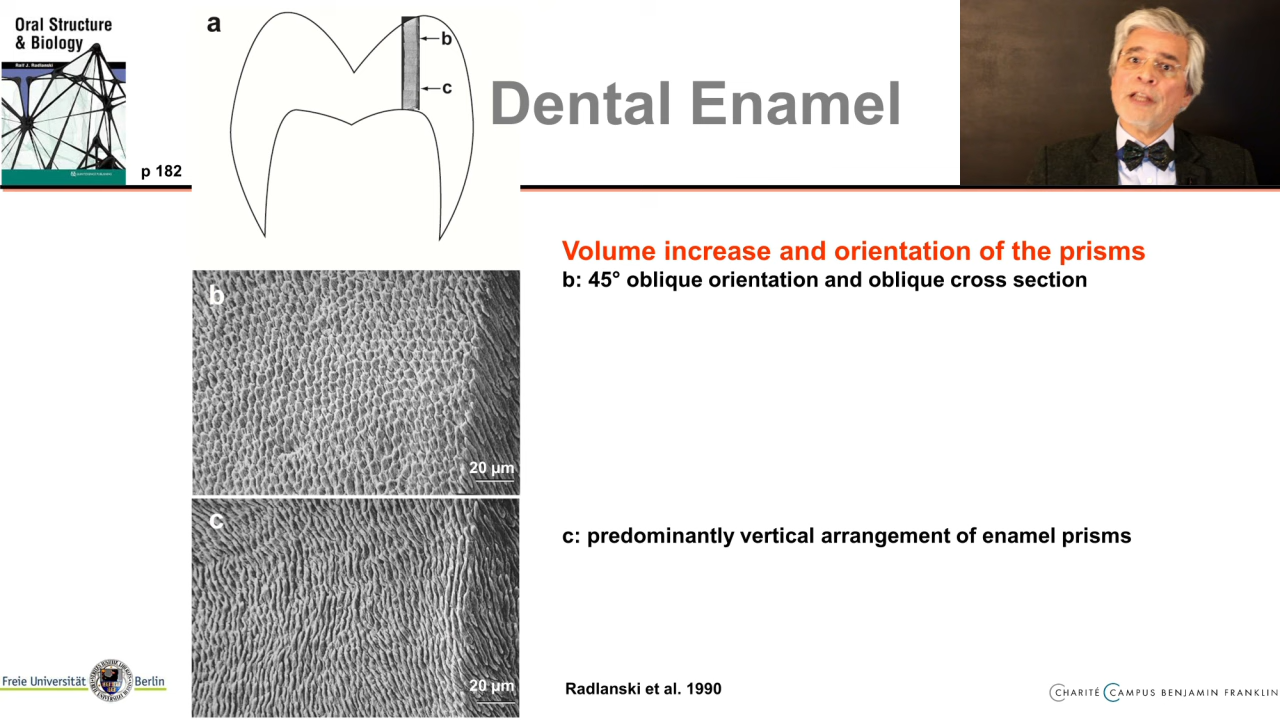 Oral Structure
& Biology
Ralf J. Radlanski
p 182
a
b
c
Dental Enamel
Volume increase and orientation of the prisms
b: 45° oblique orientation and oblique cross section
b
20 µm
c
c: predominantly vertical arrangement of enamel prisms
20 µm
Radlanski et al. 1990
Freie Universität Berlin
CHARITÉ CAMPUS BENJAMIN FRANKLIN